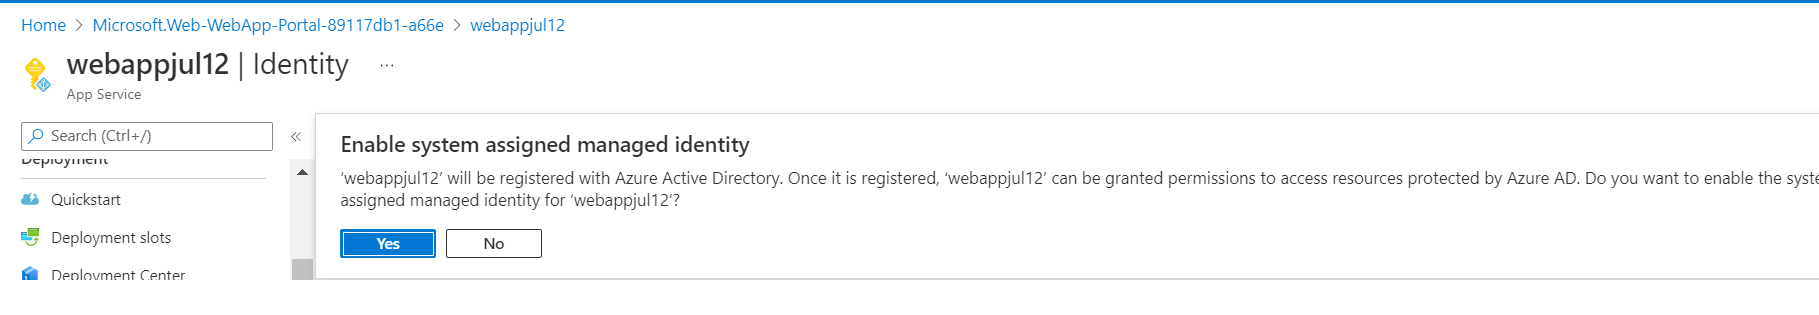 Home > Microsoft.Web-WebApp-Portal-89117db1-a66e > webappjul12
webappjul12 | Identity ...
App Service
Search (Ctrl+/) «
Deployment
Quickstart
Deployment slots
Deployment Center
Enable system assigned managed identity
‘webappjul12’ will be registered with Azure Active Directory. Once it is registered, ‘webappjul12’ can be granted permissions to access resources protected by Azure AD. Do you want to enable the syste
assigned managed identity for ‘webappjul12’?
Yes No